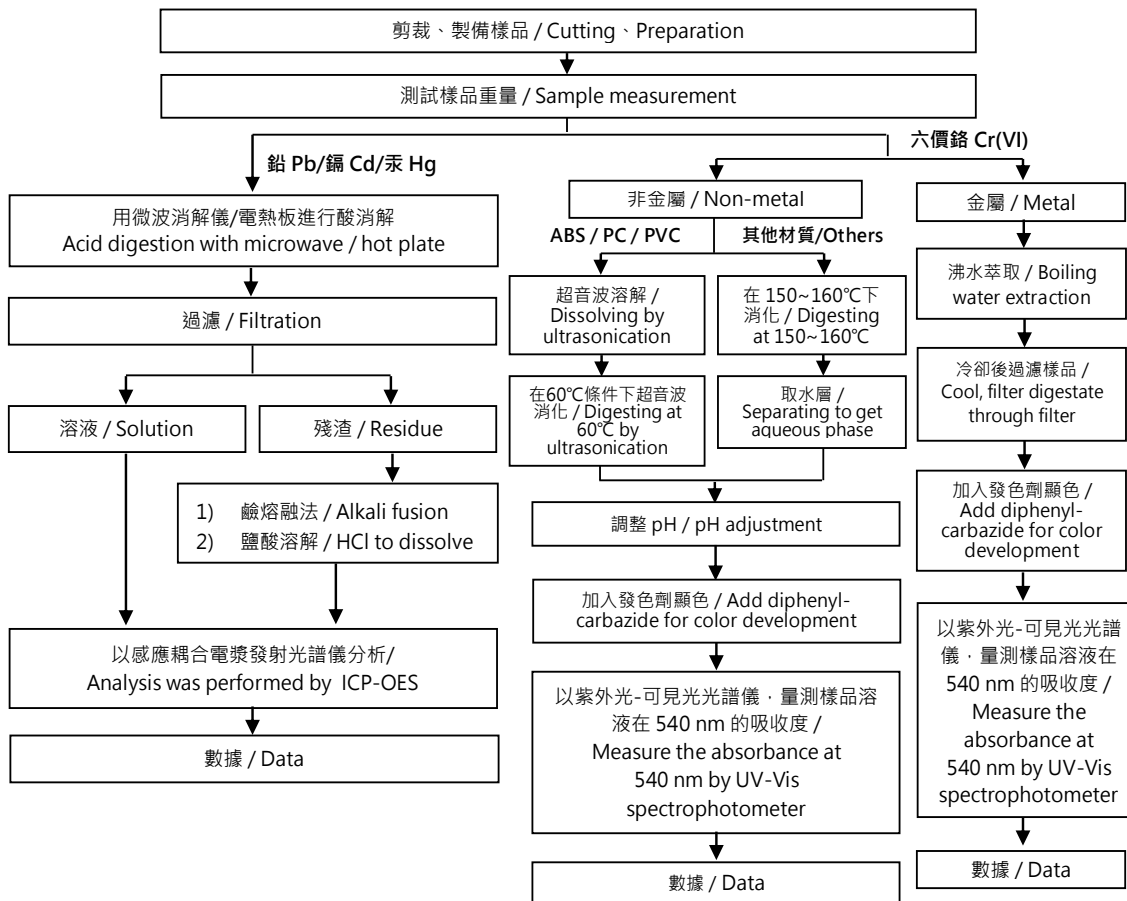 剪裁、製備樣品 / Cutting、Preparation
測試樣品重量 / Sample measurement
鉛 Pb/鎘 Cd/汞 Hg
六價鉻 Cr(VI)
用微波消解儀/電熱板進行酸消解
Acid digestion with microwave / hot plate
過濾 / Filtration
溶液 / Solution
殘渣 / Residue
1) 鹼熔融法 / Alkali fusion
2) 鹽酸溶解 / HCl to dissolve
以感應耦合電漿發射光譜儀分析/
Analysis was performed by ICP-OES
數據 / Data
非金屬 / Non-metal
ABS / PC / PVC
其他材質/Others
超音波溶解 /
Dissolving by
ultrasonication
在 150~160℃下
消化 / Digesting
at 150~160℃
在60℃條件下超音波
消化 / Digesting at
60℃ by
ultrasonication
取水層 /
Separating to get
aqueous phase
調整 pH / pH adjustment
加入發色劑顯色 / Add diphenyl-
carbazide for color development
以紫外光-可見光光譜儀，量測樣品溶
液在 540 nm 的吸收度 /
Measure the absorbance at
540 nm by UV-Vis
spectrophotometer
數據 / Data
金屬 / Metal
沸水萃取 / Boiling
water extraction
冷卻後過濾樣品 /
Cool, filter digestate
through filter
加入發色劑顯色 /
Add diphenyl-
carbazide for color
development
以紫外光-可見光光譜
儀，量測樣品溶液在
540 nm 的吸收度 /
Measure the
absorbance at
540 nm by UV-Vis
spectrophotometer
數據 / Data